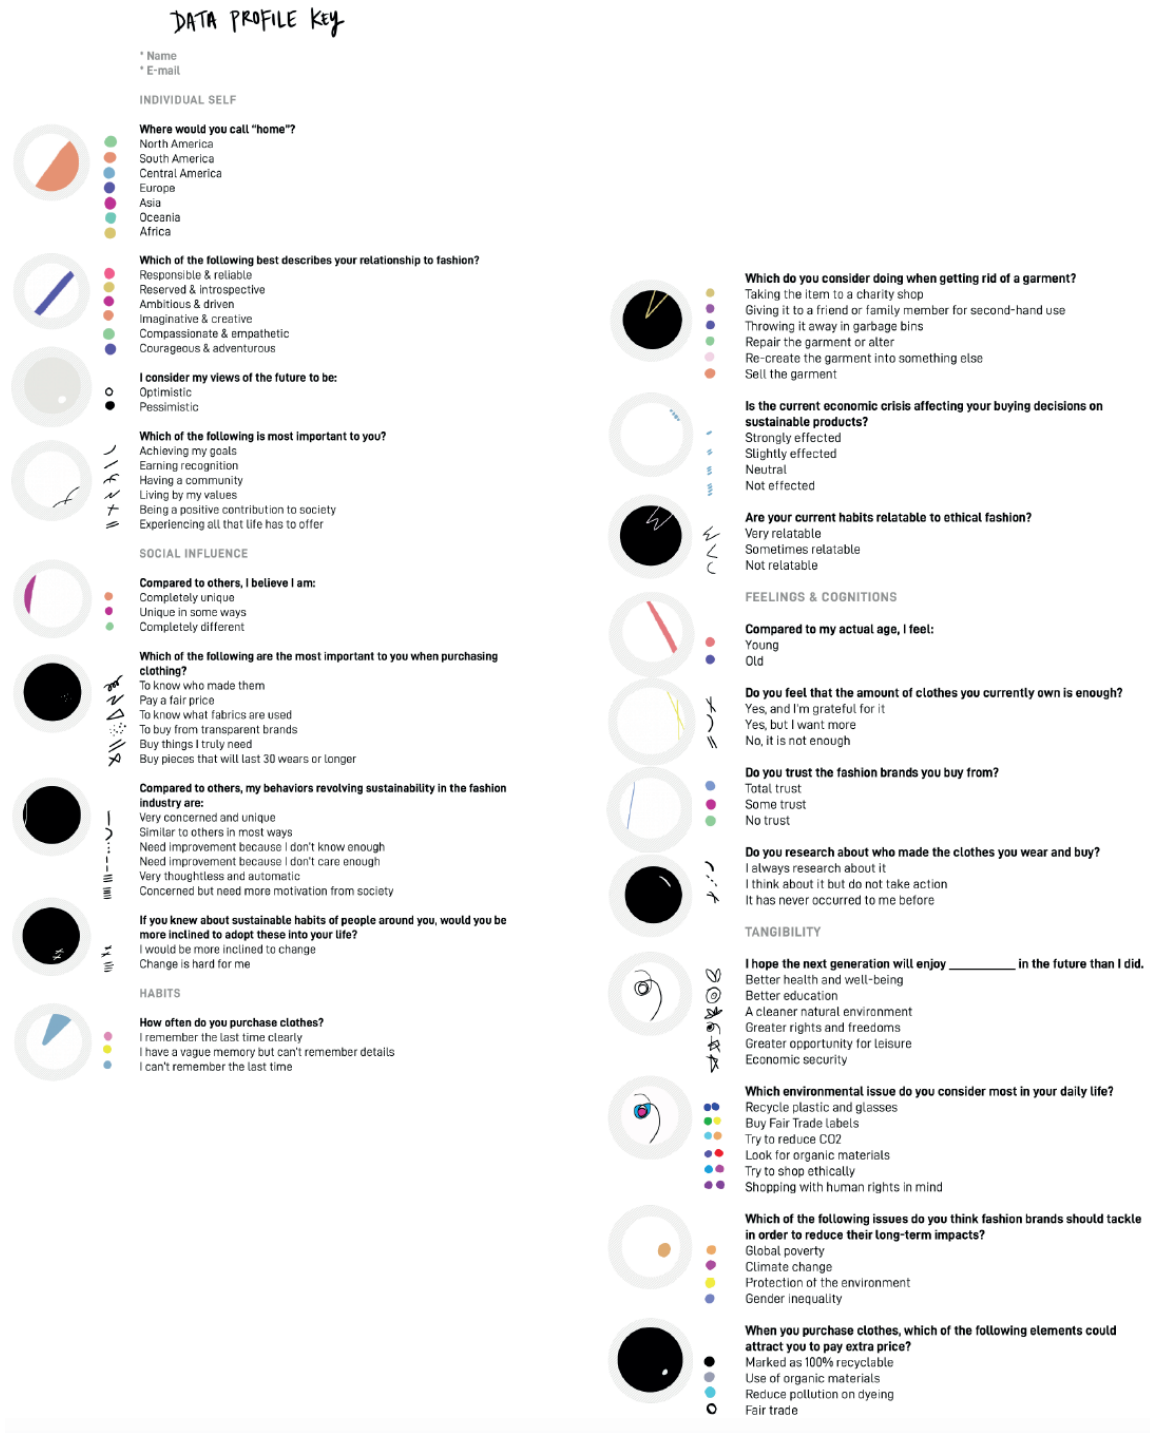 DATA PROFILE KEY
* Name
* E-mail
INDIVIDUAL SELF
Where would you call "home"?
North America
South America
Central America
Europe
Asia
Oceania
Africa
Which of the following best describes your relationship to fashion?
Responsible & reliable
Reserved & introspective
Ambitious & driven
Imaginative & creative
Compassionate & empathetic
Courageous & adventurous
I consider my views of the future to be:
Optimistic
Pessimistic
Which of the following is most important to you?
Achieving my goals
Earning recognition
Having a community
Living by my values
Being a positive contribution to society
Experiencing all that life has to offer
SOCIAL INFLUENCE
Compared to others, I believe I am:
Completely unique
Unique in some ways
Completely different
Which of the following are the most important to you when purchasing
clothing?
To know who made them
Pay a fair price
To know what fabrics are used
To buy from transparent brands
Buy things I truly need
Buy pieces that will last 30 wears or longer
Compared to others, my behaviors revolving sustainability in the fashion
industry are:
Very concerned and unique
Similar to others in most ways
Need improvement because I don't know enough
Need improvement because I don't care enough
Very thoughtless and automatic
Concerned but need more motivation from society
If you knew about sustainable habits of people around you, would you be
more inclined to adopt these into your life?
I would be more inclined to change
Change is hard for me
HABITS
How often do you purchase clothes?
I remember the last time clearly
I have a vague memory but can't remember details
I can't remember the last time
Which do you consider doing when getting rid of a garment?
Taking the item to a charity shop
Giving it to a friend or family member for second-hand use
Throwing it away in garbage bins
Repair the garment or alter
Re-create the garment into something else
Sell the garment
Is the current economic crisis affecting your buying decisions on
sustainable products?
Strongly effected
Slightly effected
Neutral
Not effected
Are your current habits relatable to ethical fashion?
Very relatable
Sometimes relatable
Not relatable
FEELINGS & COGNITIONS
Compared to my actual age, I feel:
Young
Old
Do you feel that the amount of clothes you currently own is enough?
Yes, and I'm grateful for it
Yes, but I want more
No, it is not enough
Do you trust the fashion brands you buy from?
Total trust
Some trust
No trust
Do you research about who made the clothes you wear and buy?
I always research about it
I think about it but do not take action
It has never occurred to me before
TANGIBILITY
I hope the next generation will enjoy __________ in the future than I did.
Better health and well-being
Better education
A cleaner natural environment
Greater rights and freedoms
Greater opportunity for leisure
Economic security
Which environmental issue do you consider most in your daily life?
Recycle plastic and glasses
Buy Fair Trade labels
Try to reduce CO2
Look for organic materials
Try to shop ethically
Shopping with human rights in mind
Which of the following issues do you think fashion brands should tackle
in order to reduce their long-term impacts?
Global poverty
Climate change
Protection of the environment
Gender inequality
When you purchase clothes, which of the following elements could
attract you to pay extra price?
Marked as 100% recyclable
Use of organic materials
Reduce pollution on dyeing
Fair trade